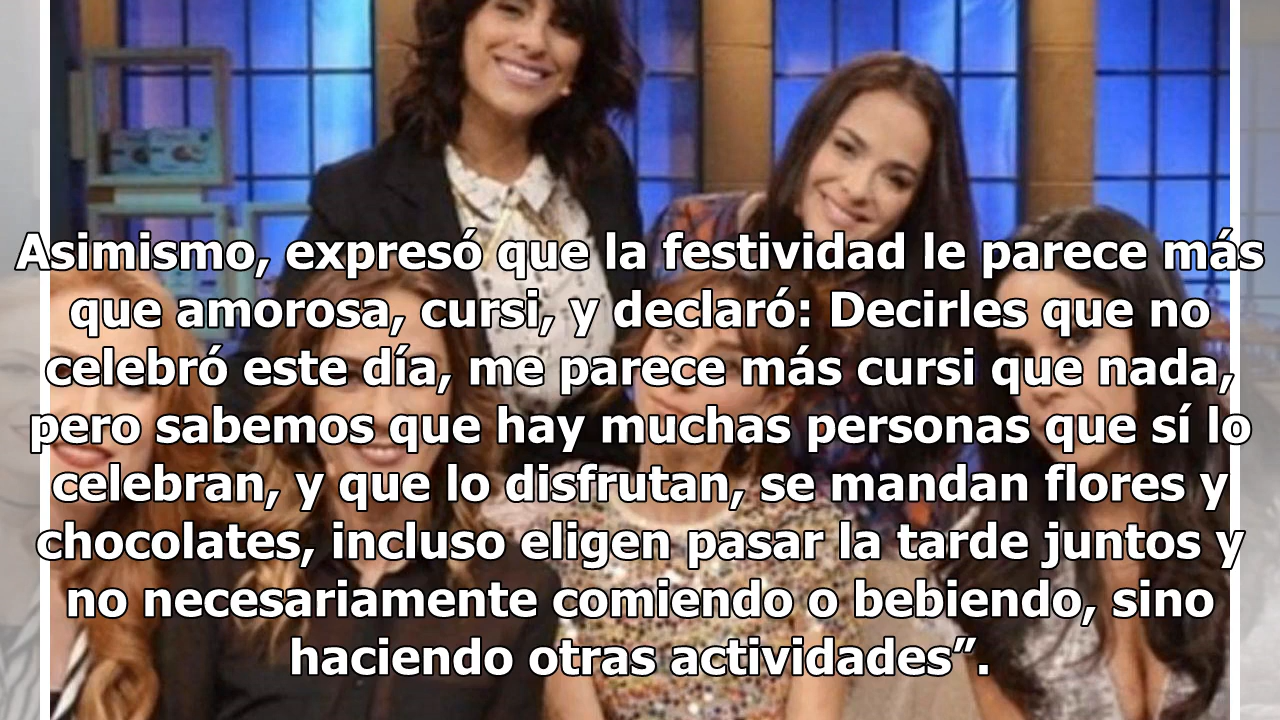 Asimismo, expresó que la festividad le parece más
que amorosa, cursi, y declaró: Decirles que no
celebró este día, me parece más cursi que nada,
pero sabemos que hay muchas personas que sí lo
celebran, y que lo disfrutan, se mandan flores y
chocolates, incluso eligen pasar la tarde juntos y
no necesariamente comiendo o bebiendo, sino
haciendo otras actividades”.